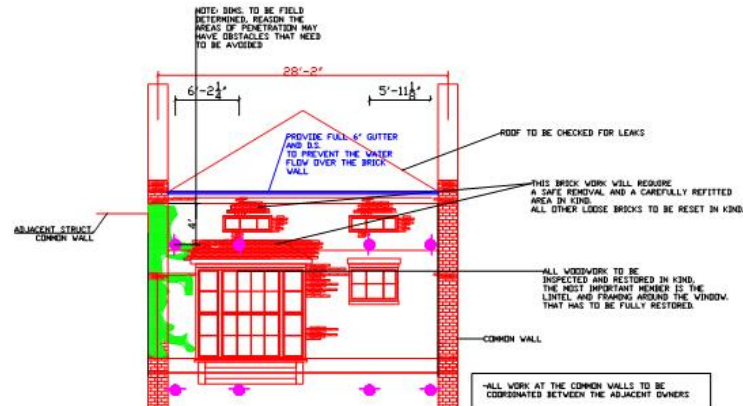 NOTE: DIMS. TO BE FIELD
DETERMINED, REASON THE
AREAS OF PENETRATION MAY
HAVE OBSTACLES THAT NEED
TO BE AVOIDED
28'-2"
6'-2 1/4"
5'-11 1/8"
PROVIDE FULL 6" GUTTER
AND D.S.
TO PREVENT THE WATER
FLOW OVER THE BRICK
WALL
ROOF TO BE CHECKED FOR LEAKS
THIS BRICK WORK WILL REQUIRE
A SAFE REMOVAL AND A CAREFULLY REFITTED
AREA IN KIND.
ALL OTHER LOOSE BRICKS TO BE RESET IN KIND.
4'
ADJACENT STRUCT.
COMMON WALL
ALL WOODWORK TO BE
INSPECTED AND RESTORED IN KIND.
THE MOST IMPORTANT MEMBER IS THE
LINTEL AND FRAMING AROUND THE WINDOW.
THAT HAS TO BE FULLY RESTORED.
COMMON WALL
-ALL WORK AT THE COMMON WALLS TO BE
COORDINATED BETWEEN THE ADJACENT OWNERS